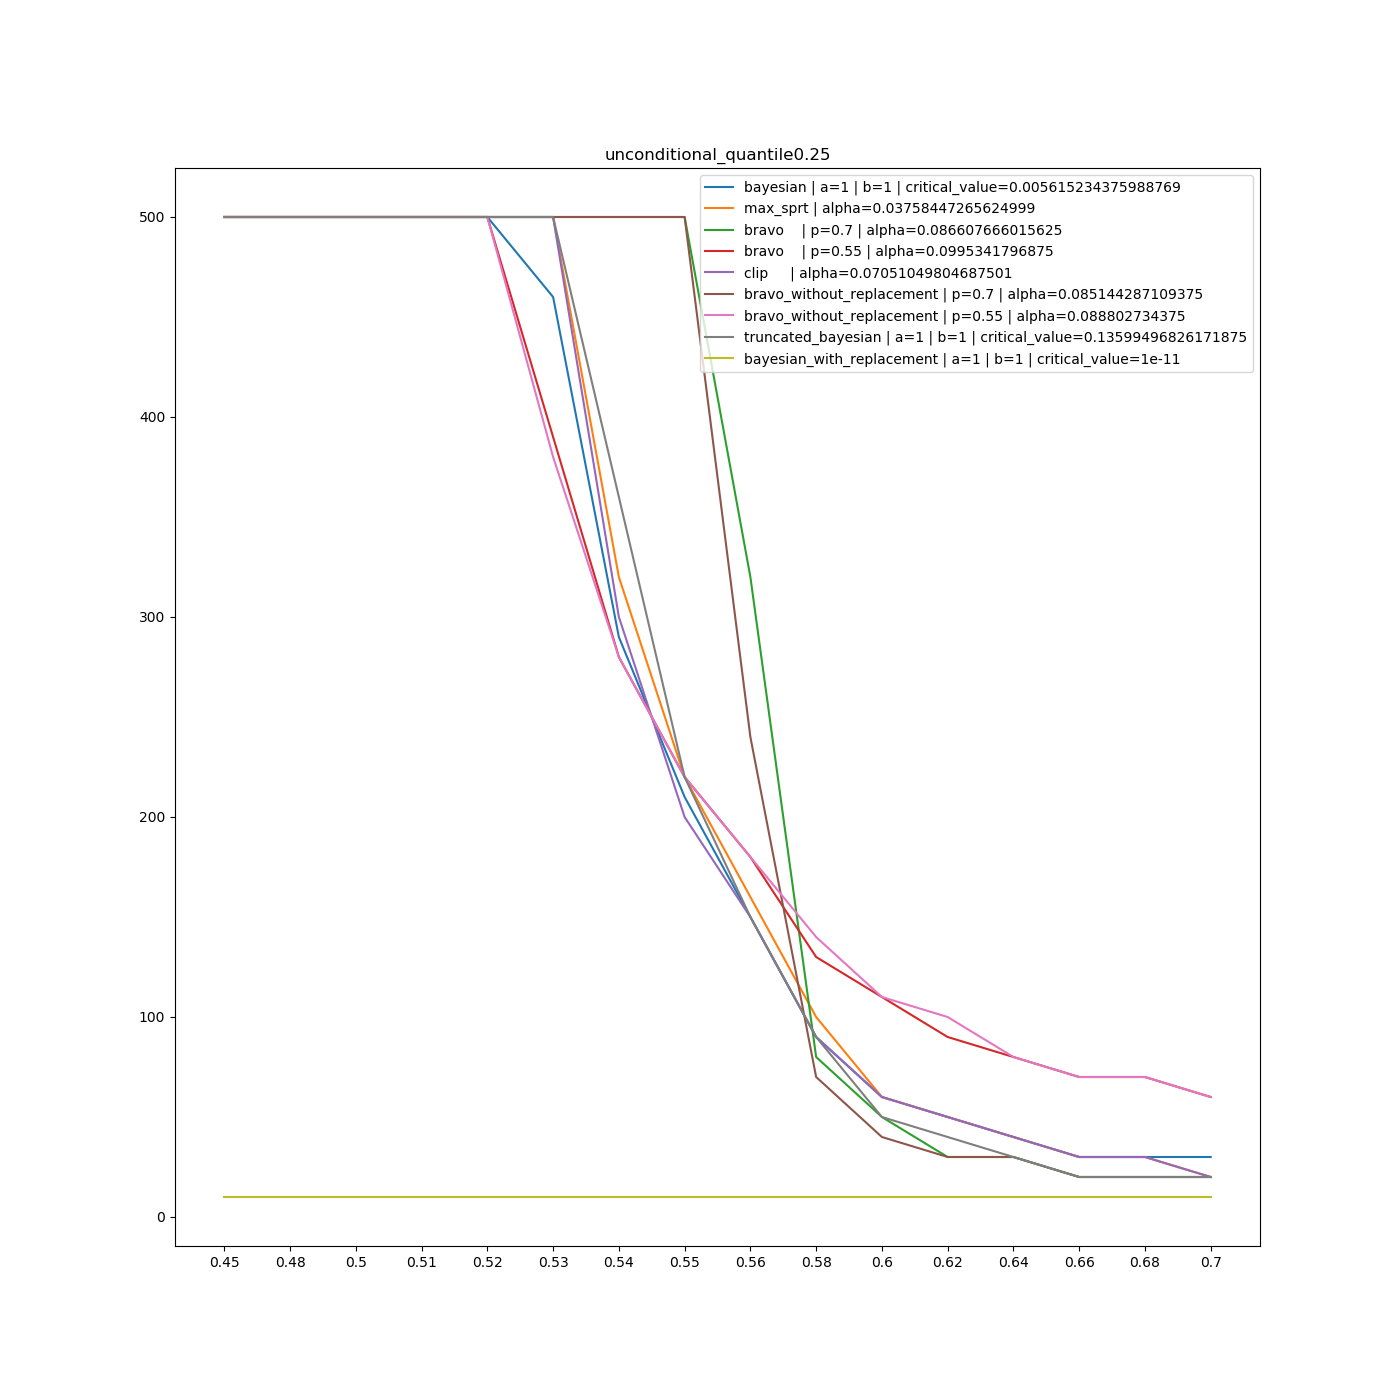 unconditional_quantile0.25
bayesian | a=1 | b=1 | critical_value=0.005615234375988769
max_sprt | alpha=0.03758447265624999
bravo    | p=0.7 | alpha=0.086607666015625
bravo    | p=0.55 | alpha=0.0995341796875
clip     | alpha=0.07051049804687501
bravo_without_replacement | p=0.7 | alpha=0.085144287109375
bravo_without_replacement | p=0.55 | alpha=0.088802734375
truncated_bayesian | a=1 | b=1 | critical_value=0.13599496826171875
bayesian_with_replacement | a=1 | b=1 | critical_value=1e-11
500
400
300
200
100
0
0.45 0.48 0.5 0.51 0.52 0.53 0.54 0.55 0.56 0.58 0.6 0.62 0.64 0.66 0.68 0.7